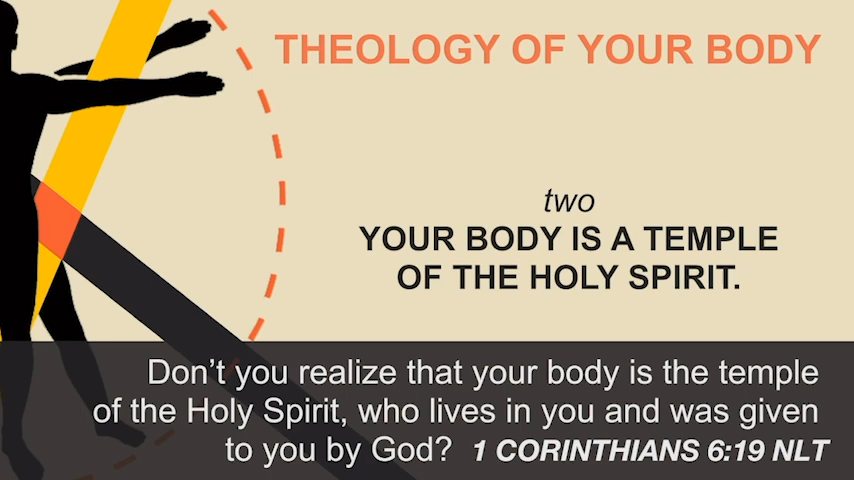 THEOLOGY OF YOUR BODY
two
YOUR BODY IS A TEMPLE
OF THE HOLY SPIRIT.
Don’t you realize that your body is the temple
of the Holy Spirit, who lives in you and was given
to you by God? 1 CORINTHIANS 6:19 NLT